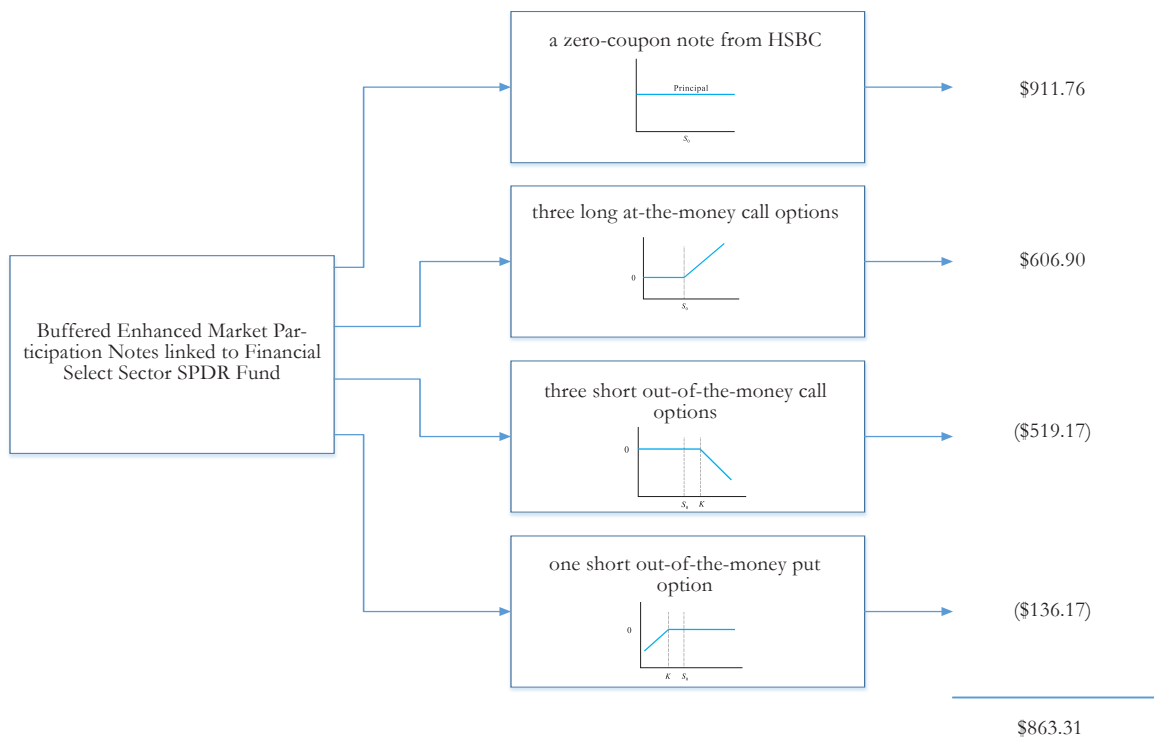 a zero-coupon note from HSBC
Principal
S₀
$911.76
three long at-the-money call options
0
S₀
$606.90
Buffered Enhanced Market Par-
ticipation Notes linked to Financial
Select Sector SPDR Fund
three short out-of-the-money call
options
0
S₀ K
($519.17)
one short out-of-the-money put
option
0
K S₀
($136.17)
$863.31